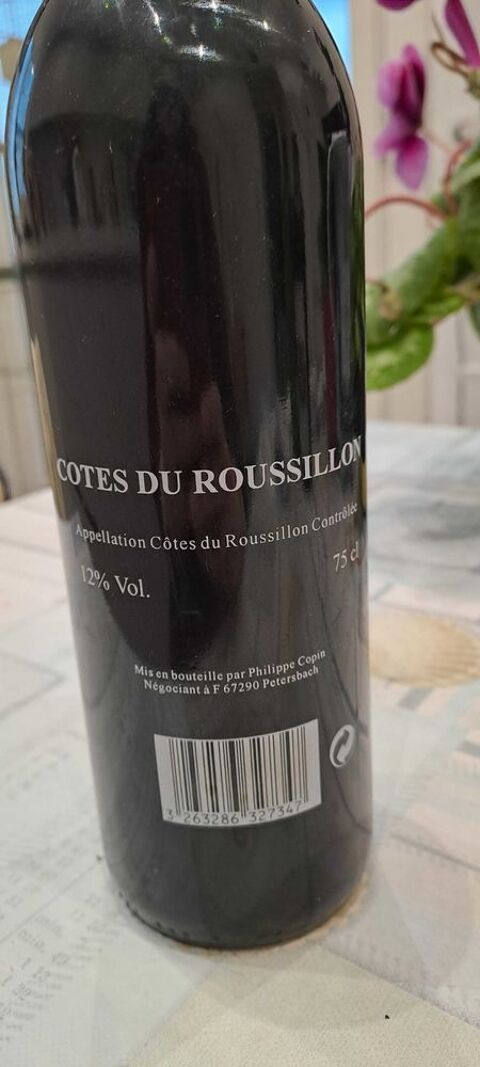 COTES DU ROUSSILLON
Appellation Côtes du Roussillon Contrôlée
12% Vol.
75 cl
Mis en bouteille par Philippe Copin
Négociant à F 67290 Petersbach
3 263286 327347